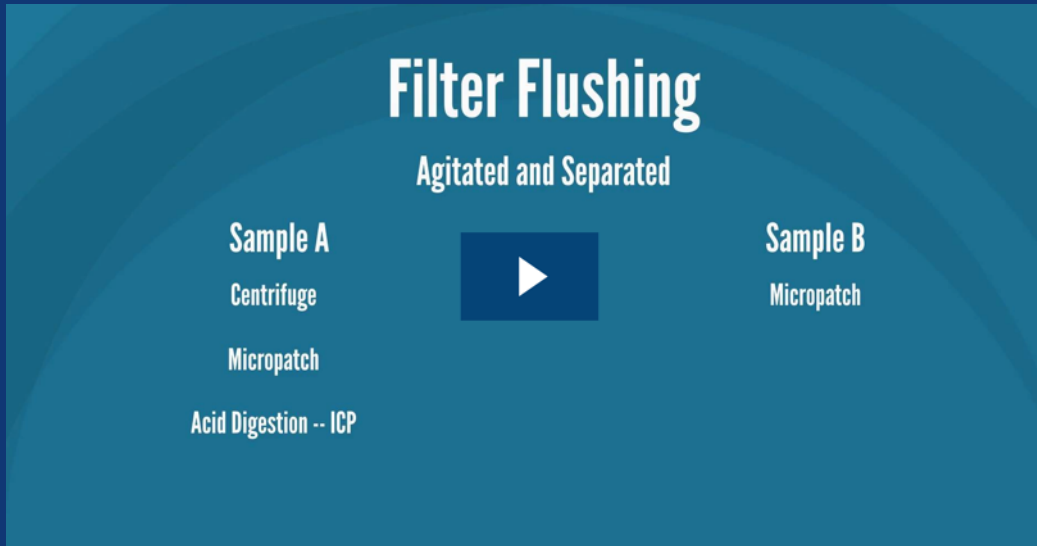 Filter Flushing
Agitated and Separated
Sample A
Centrifuge
Micropatch
Acid Digestion -- ICP
Sample B
Micropatch